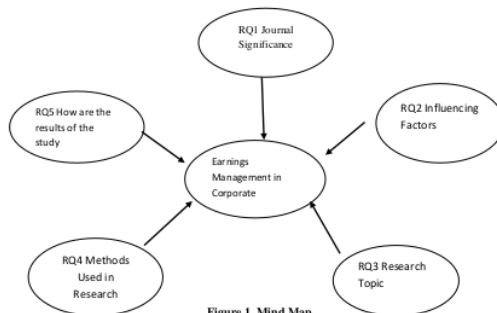 RQ1 Journal
Significance
RQ5 How are the
results of the
study
RQ2 Influencing
Factors
Earnings
Management in
Corporate
RQ4 Methods
Used in
Research
RQ3 Research
Topic
Figure 1. Mind Map